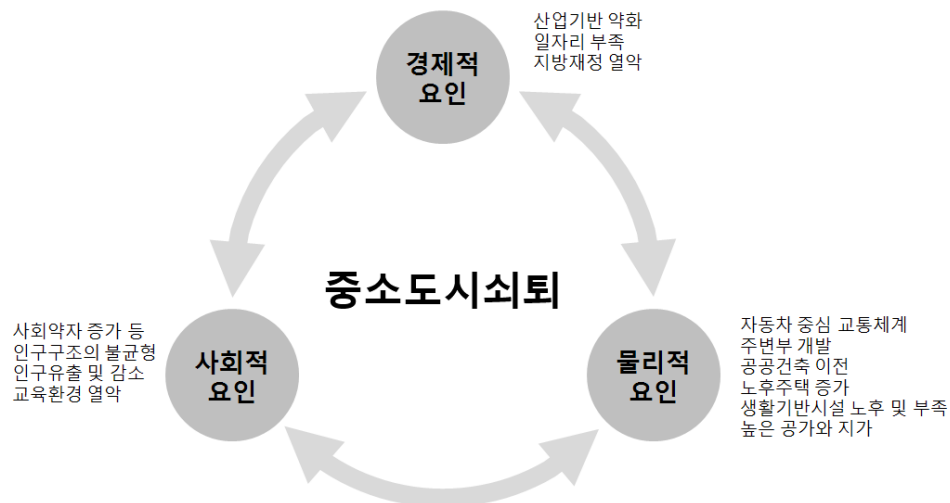 경제적
요인
산업기반 약화
일자리 부족
지방재정 열악
중소도시쇠퇴
사회약자 증가 등
인구구조의 불균형
인구유출 및 감소
교육환경 열악
사회적
요인
물리적
요인
자동차 중심 교통체계
주변부 개발
공공건축 이전
노후주택 증가
생활기반시설 노후 및 부족
높은 공가와 지가